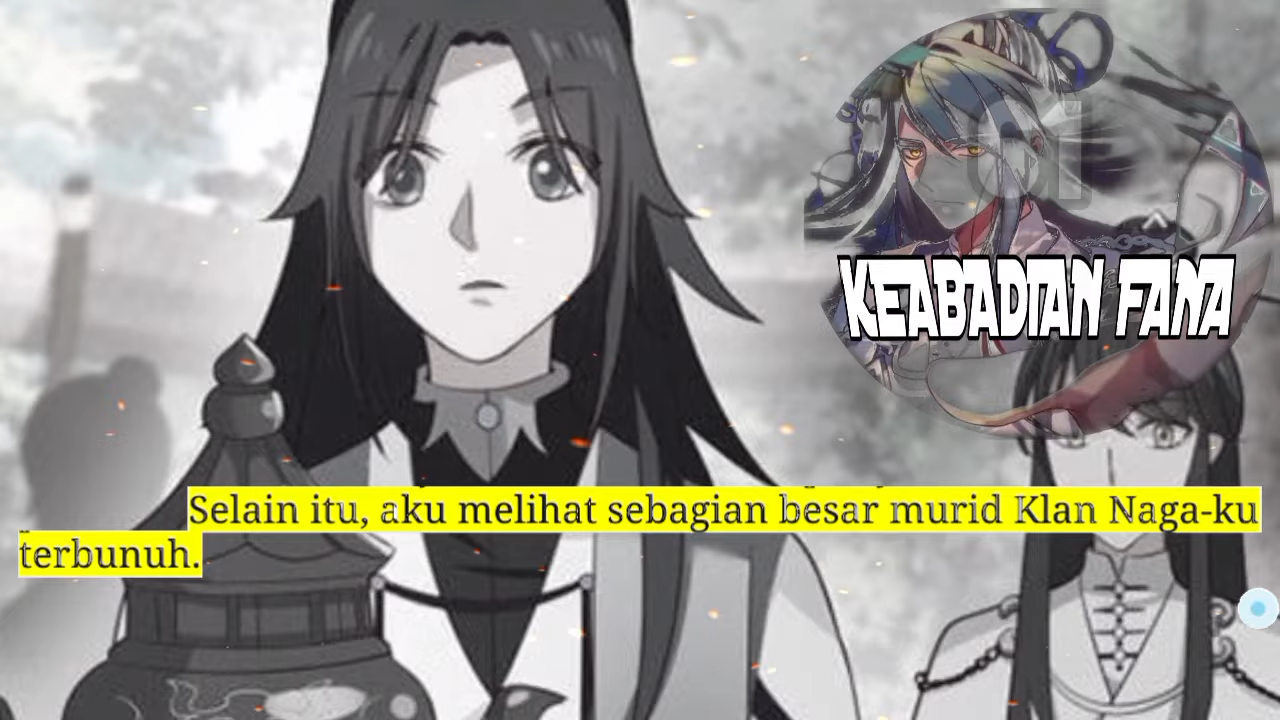 KEABADIAN FANA
Selain itu, aku melihat sebagian besar murid Klan Naga-ku
terbunuh.